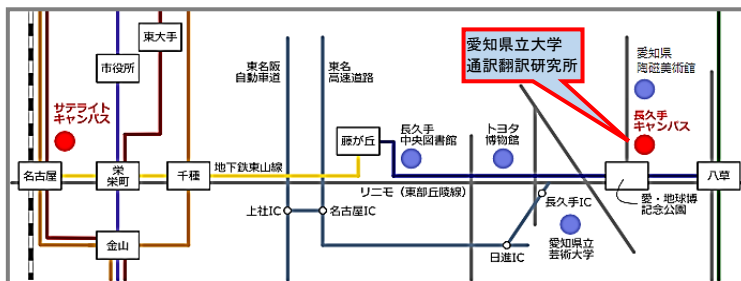 東大手
市役所
サテライト
キャンパス
名古屋
栄
栄町
千種
金山
地下鉄東山線
東名阪
自動車道
東名
高速道路
藤が丘
長久手
中央図書館
トヨタ
博物館
愛知県立大学
通訳翻訳研究所
愛知県
陶磁美術館
長久手
キャンパス
八草
リニモ（東部丘陵線）
愛・地球博
記念公園
上社IC
名古屋IC
長久手IC
日進IC
愛知県立
芸術大学